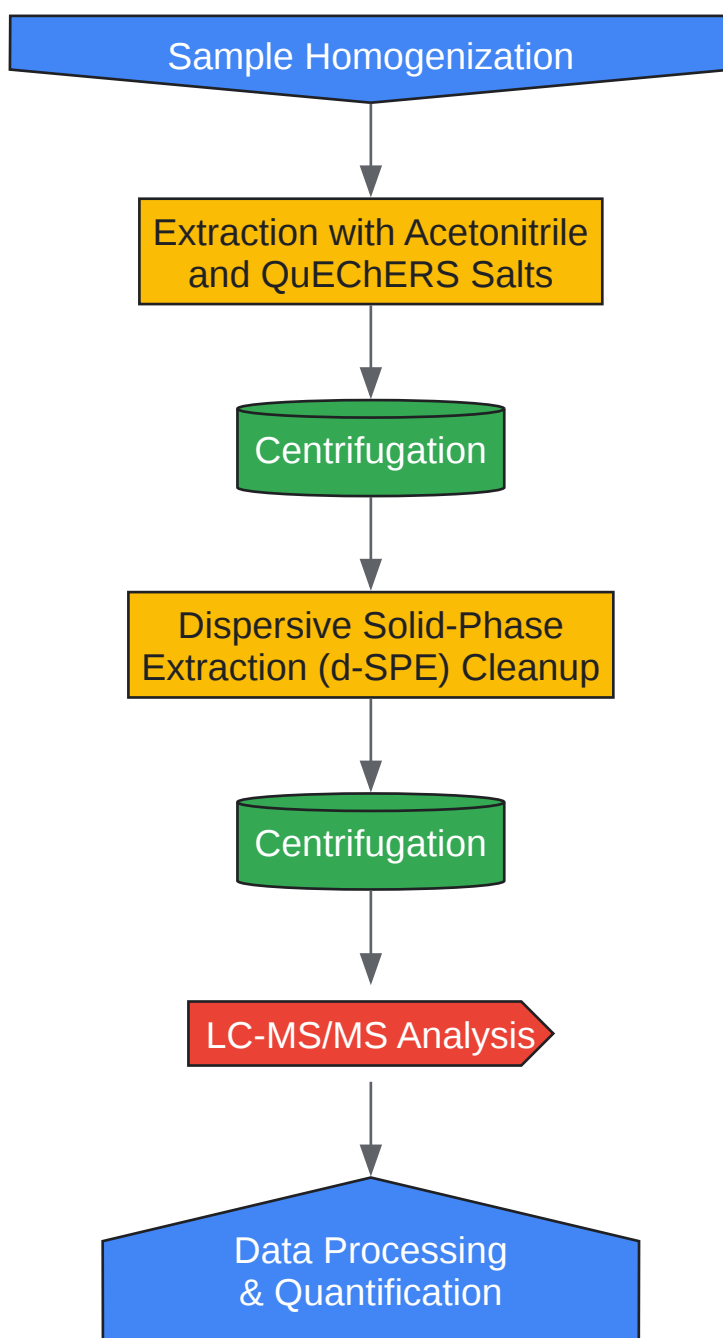 Sample Homogenization
Extraction with Acetonitrile
and QuEChERS Salts
Centrifugation
Dispersive Solid-Phase
Extraction (d-SPE) Cleanup
Centrifugation
LC-MS/MS Analysis
Data Processing
& Quantification